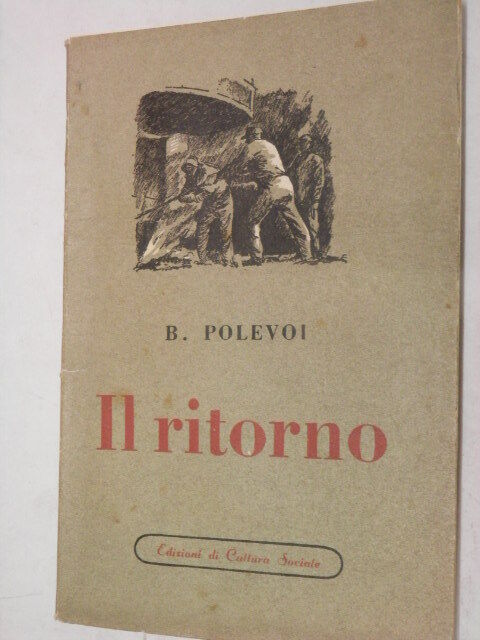 B. POLEVOI
Il ritorno
Edizioni di Cultura Sociale